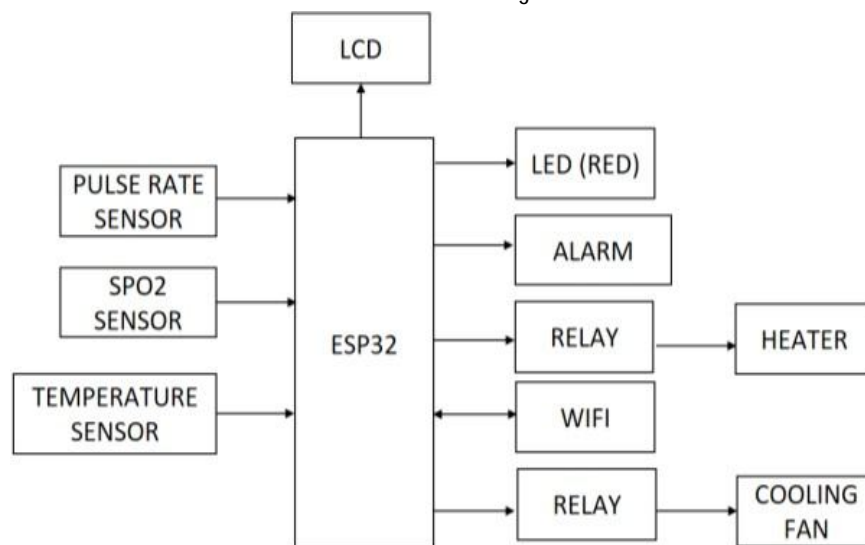 LCD
PULSE RATE
SENSOR
SPO2
SENSOR
TEMPERATURE
SENSOR
ESP32
LED (RED)
ALARM
RELAY
HEATER
WIFI
RELAY
COOLING
FAN